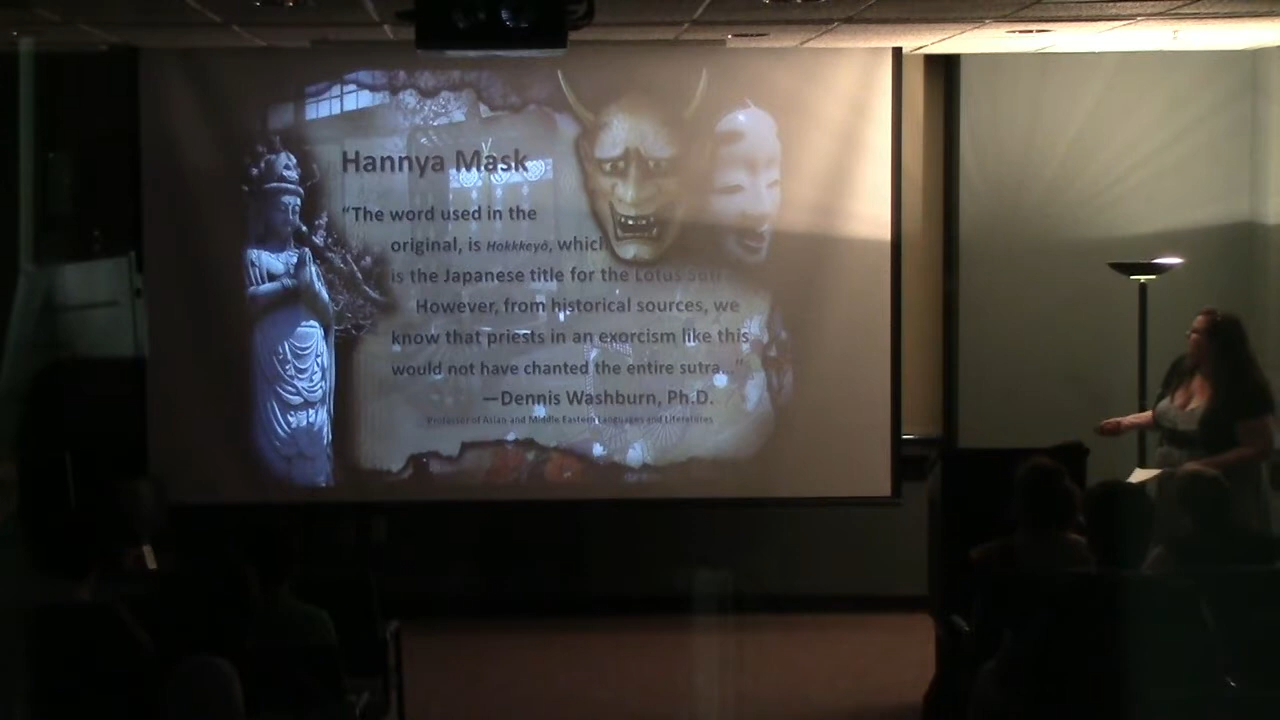 Hannya Mask
“The word used in the
original, is Hokkkeyō, which
is the Japanese title for the Lotus Sutra.
However, from historical sources, we
know that priests in an exorcism like this
would not have chanted the entire sutra...”
—Dennis Washburn, Ph.D.
Professor of Asian and Middle Eastern Languages and Literatures